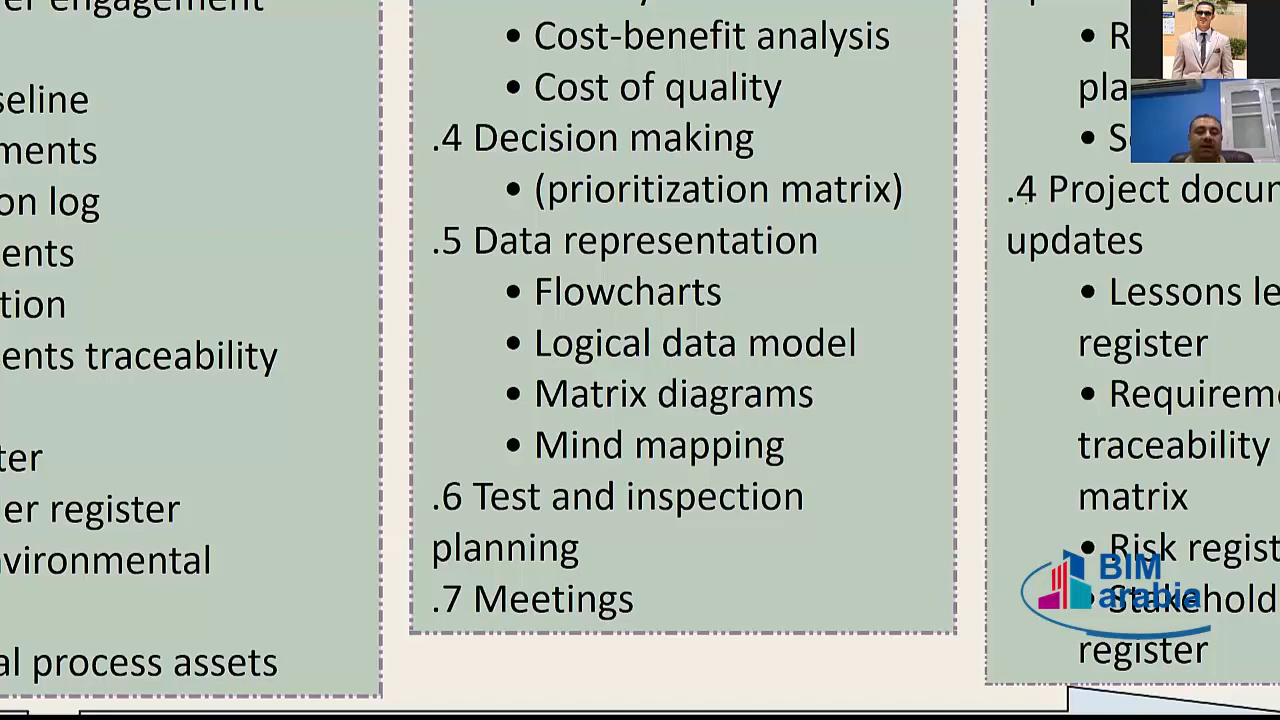 er engagement
seline
ments
on log
ents
tion
ents traceability
ter
er register
nvironmental
al process assets
• Cost-benefit analysis
• Cost of quality
.4 Decision making
• (prioritization matrix)
.5 Data representation
• Flowcharts
• Logical data model
• Matrix diagrams
• Mind mapping
.6 Test and inspection
planning
.7 Meetings
• R
pla
• S
.4 Project docu
updates
• Lessons le
register
• Requirem
traceability
matrix
• Risk regist
• Stakehold
register
BIM
arabia